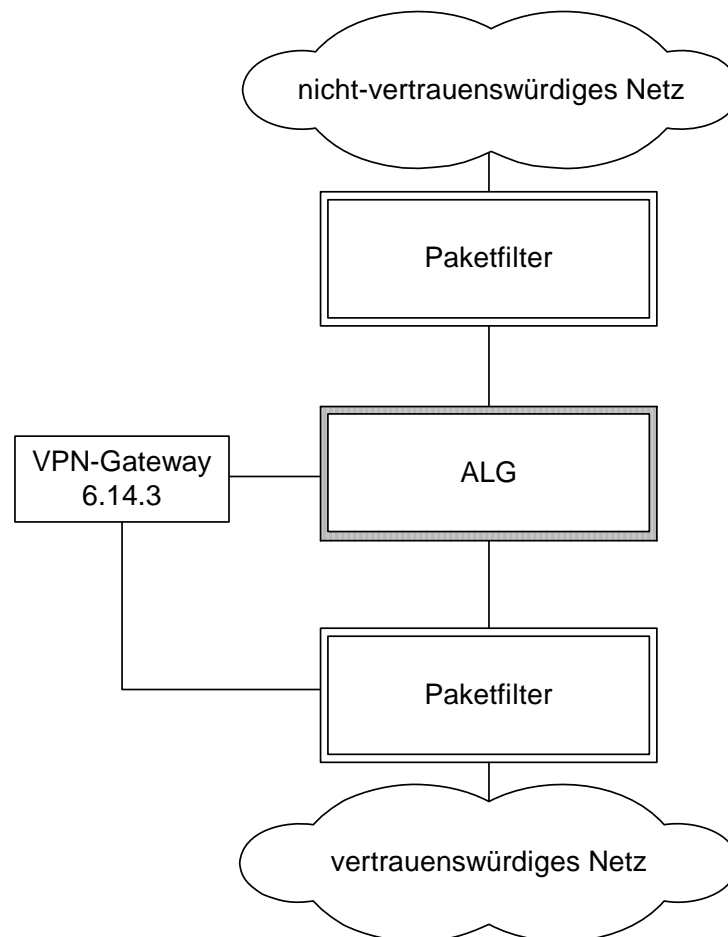 nicht-vertrauenswürdiges Netz
Paketfilter
VPN-Gateway
6.14.3
ALG
Paketfilter
vertrauenswürdiges Netz